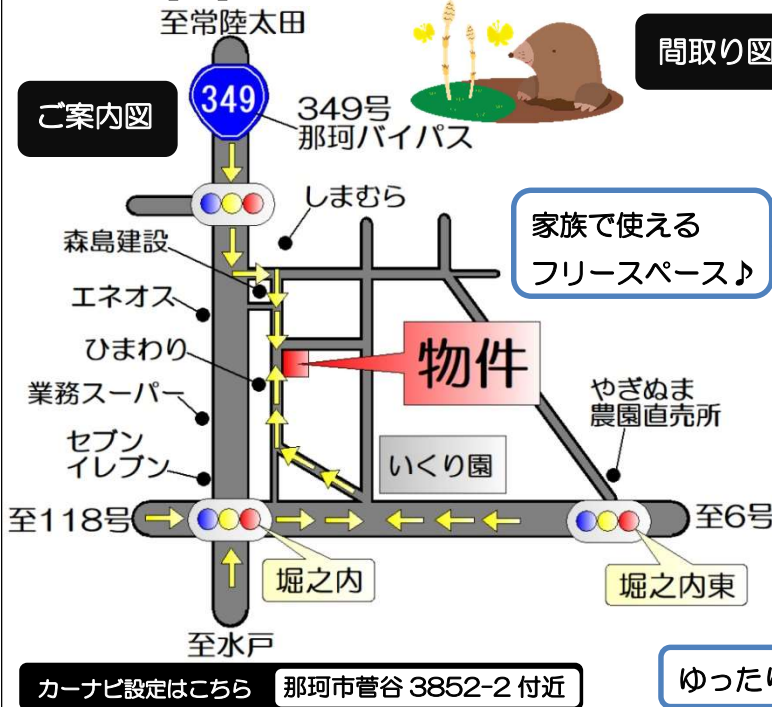 至常陸太田
間取り図
ご案内図
349
349号
那珂バイパス
しまむら
家族で使える
フリースペース♪
森島建設
エネオス
ひまわり
物件
業務スーパー
やぎぬま
農園直売所
セブン
イレブン
いくり園
至118号
至6号
堀之内
堀之内東
至水戸
カーナビ設定はこちら 那珂市菅谷 3852-2 付近
ゆった